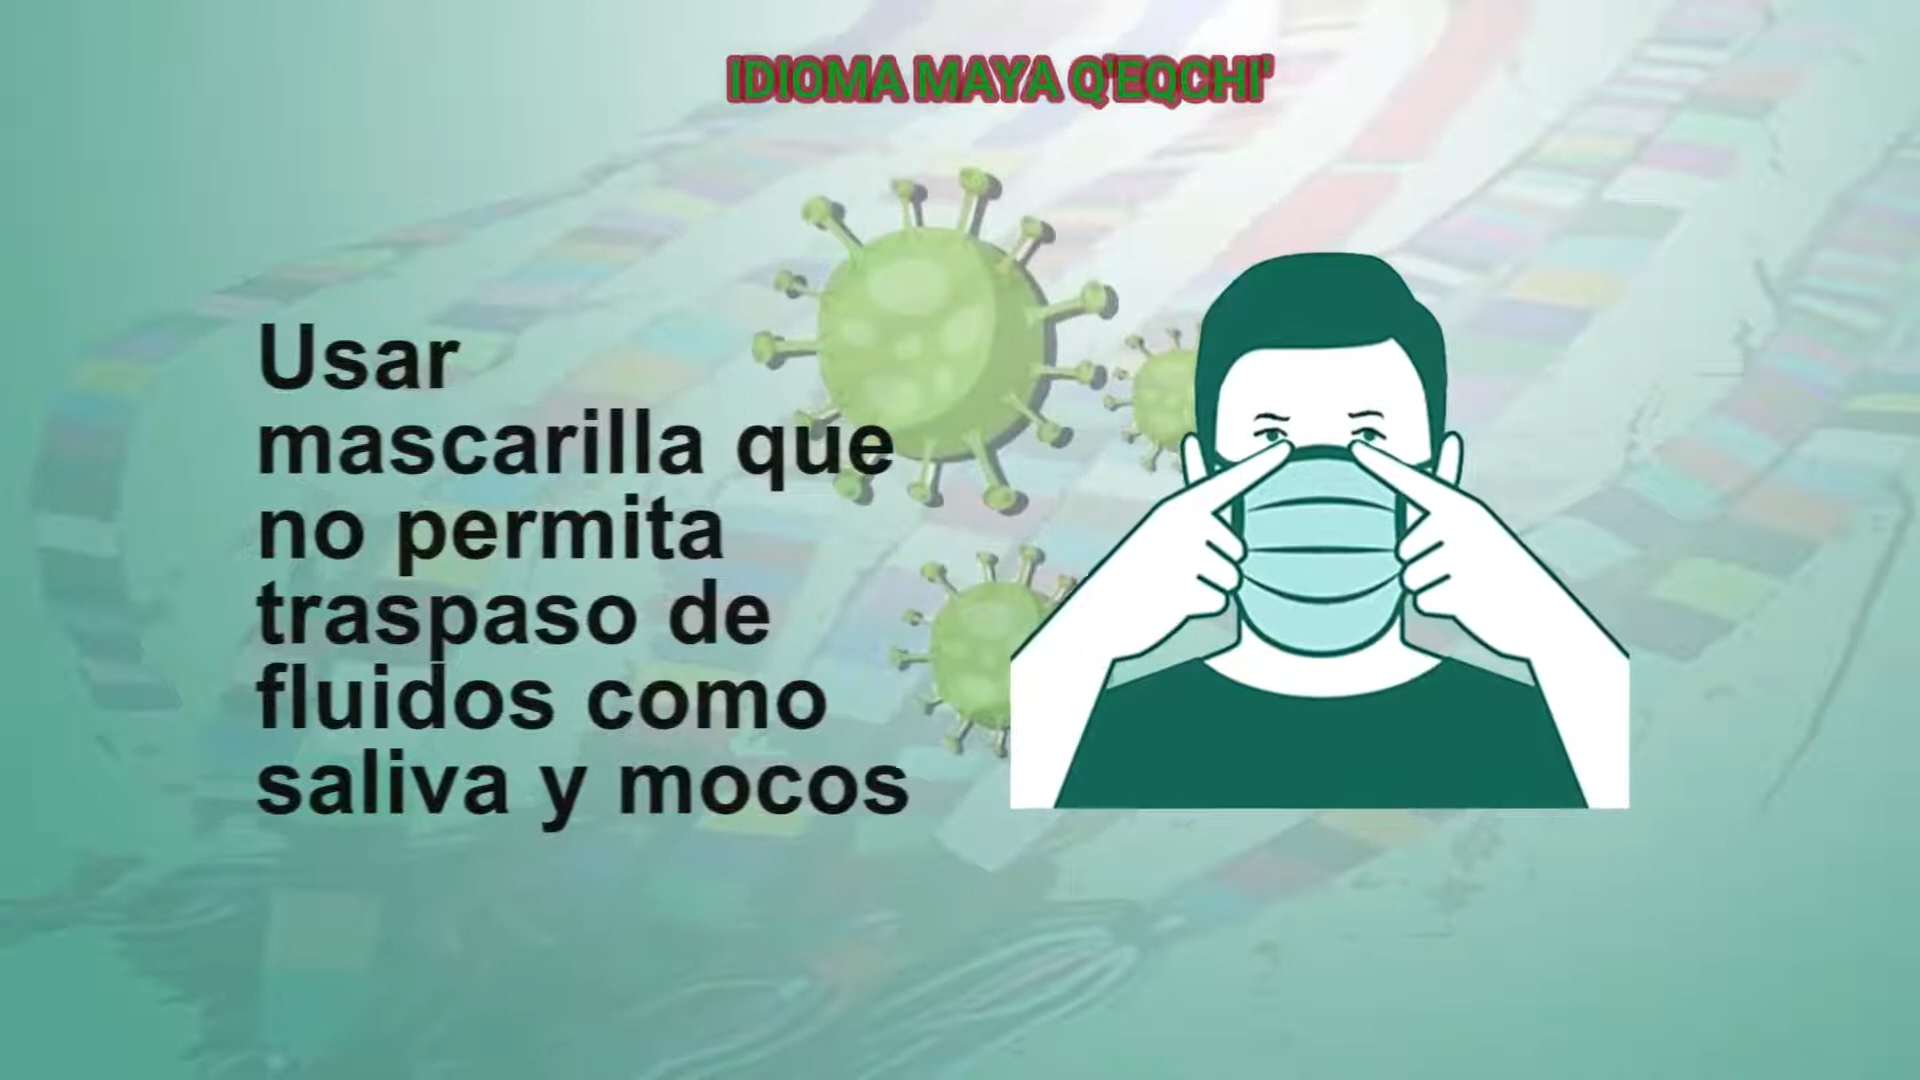 IDIOMA MAYA Q'EQCHI'
Usar
mascarilla que
no permita
traspaso de
fluidos como
saliva y mocos